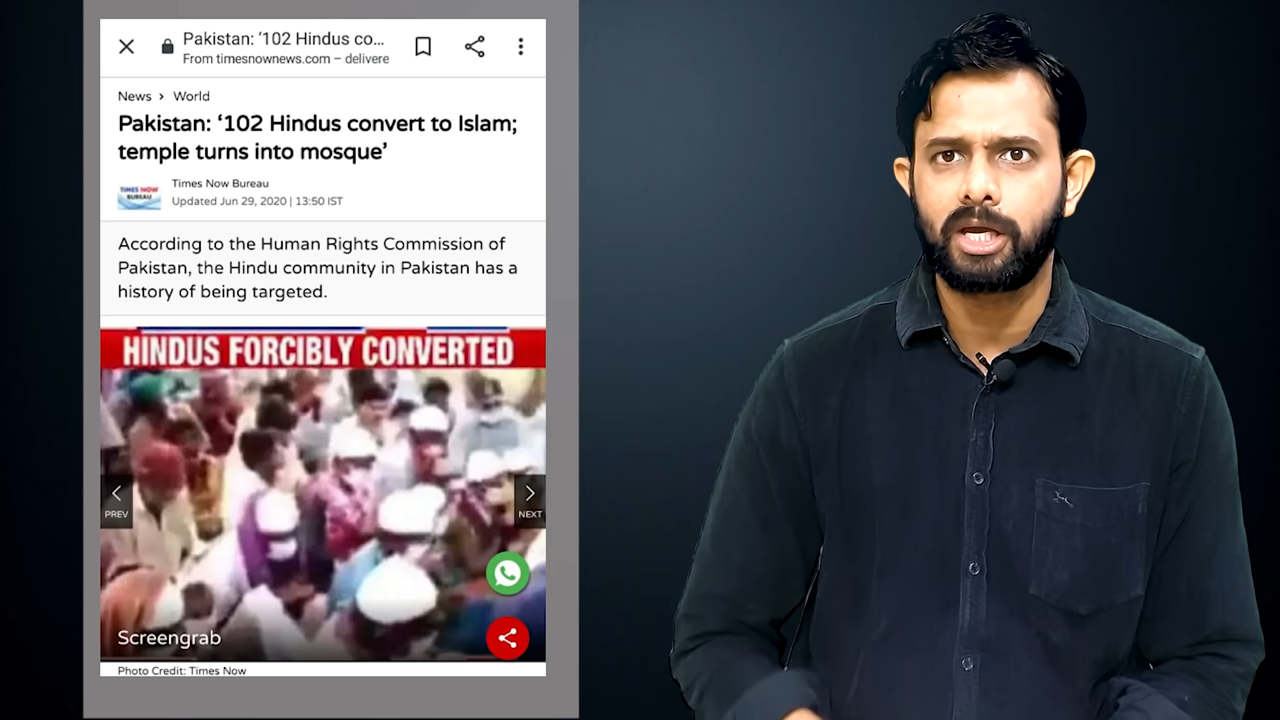 Pakistan: ‘102 Hindus co...
From timesnownews.com – delivere
News > World
Pakistan: ‘102 Hindus convert to Islam;
temple turns into mosque’
TIMES NOW
BUREAU
Times Now Bureau
Updated Jun 29, 2020 | 13:50 IST
According to the Human Rights Commission of
Pakistan, the Hindu community in Pakistan has a
history of being targeted.
HINDUS FORCIBLY CONVERTED
PREV
NEXT
Screengrab
Photo Credit: Times Now